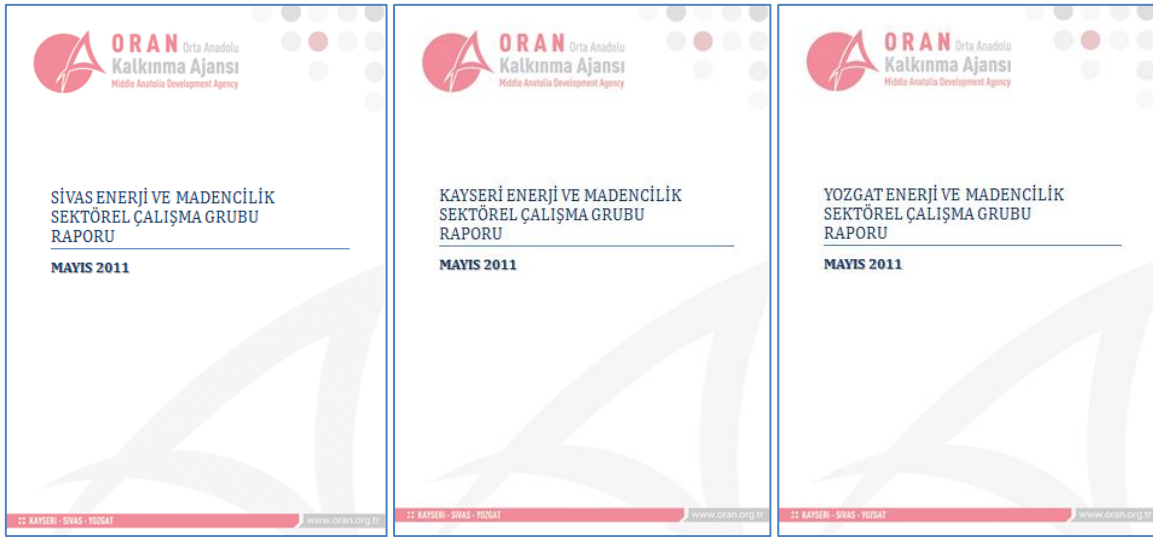 ORAN Orta Anadolu
Kalkınma Ajansı
Middle Anatolia Development Agency
SİVAS ENERJİ VE MADENCİLİK
SEKTÖREL ÇALIŞMA GRUBU
RAPORU
MAYIS 2011
:: KAYSERİ - SİVAS - YOZGAT
www.oran.org.tr
ORAN Orta Anadolu
Kalkınma Ajansı
Middle Anatolia Development Agency
KAYSERİ ENERJİ VE MADENCİLİK
SEKTÖREL ÇALIŞMA GRUBU
RAPORU
MAYIS 2011
:: KAYSERİ - SİVAS - YOZGAT
www.oran.org.tr
ORAN Orta Anadolu
Kalkınma Ajansı
Middle Anatolia Development Agency
YOZGAT ENERJİ VE MADENCİLİK
SEKTÖREL ÇALIŞMA GRUBU
RAPORU
MAYIS 2011
:: KAYSERİ - SİVAS - YOZGAT
www.oran.org.tr